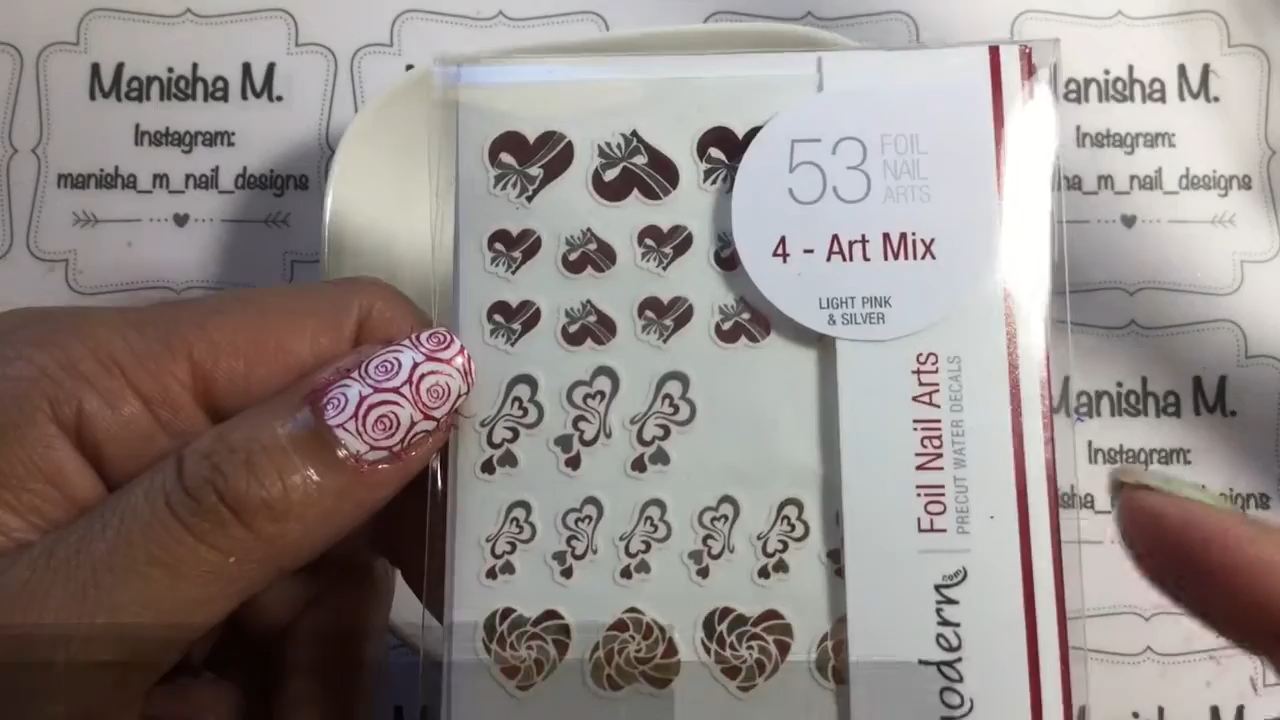 Manisha M.
Instagram:
manisha_m_nail_designs
53 FOIL
NAIL
ARTS
4 - Art Mix
LIGHT PINK
& SILVER
Foil Nail Arts
PRECUT WATER DECALS
anisha M.
Instagram:
ha_m_nail_designs
Manisha M.
Instagram: